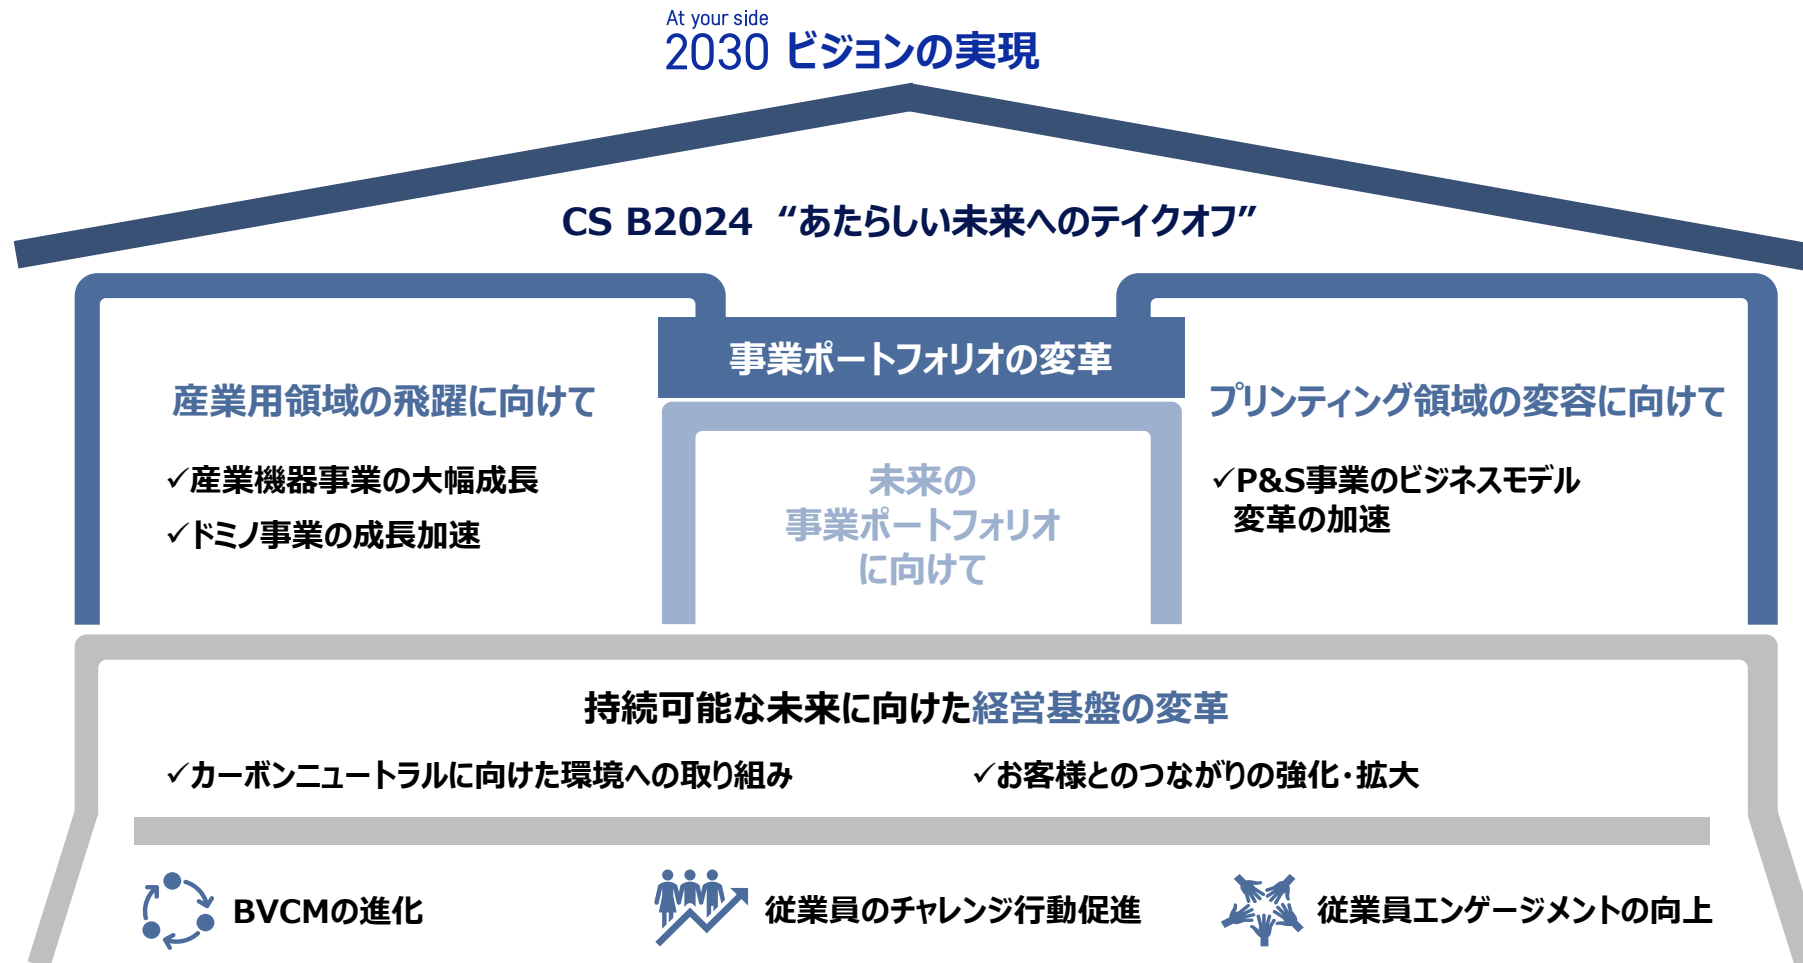 At your side
2030 ビジョンの実現
CS B2024 “あたらしい未来へのテイクオフ”
事業ポートフォリオの変革
産業用領域の飛躍に向けて
✓産業機器事業の大幅成長
✓ドミノ事業の成長加速
未来の
事業ポートフォリオ
に向けて
プリンティング領域の変容に向けて
✓P&S事業のビジネスモデル
変革の加速
持続可能な未来に向けた経営基盤の変革
✓カーボンニュートラルに向けた環境への取り組み
✓お客様とのつながりの強化・拡大
BVCMの進化
従業員のチャレンジ行動促進
従業員エンゲージメントの向上